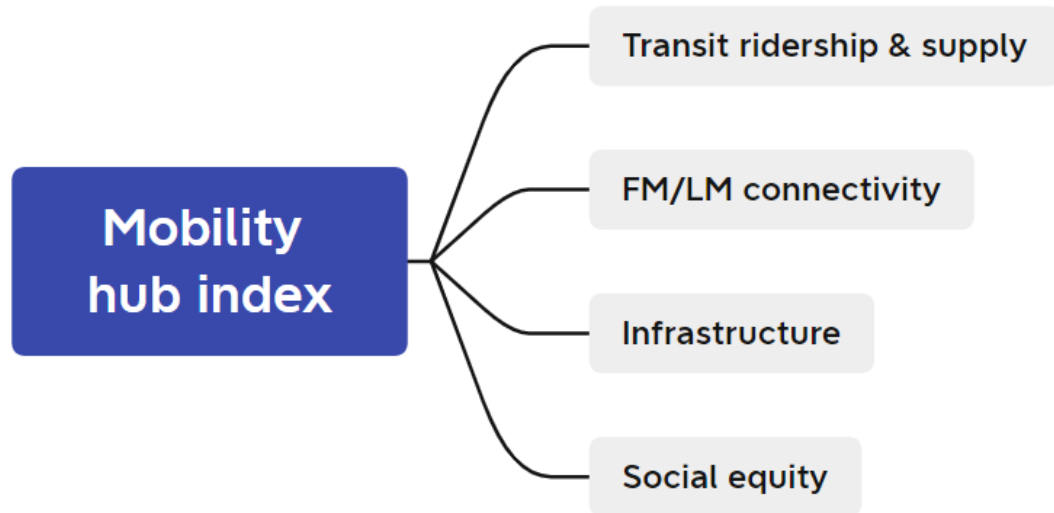 Mobility
hub index
Transit ridership & supply
FM/LM connectivity
Infrastructure
Social equity